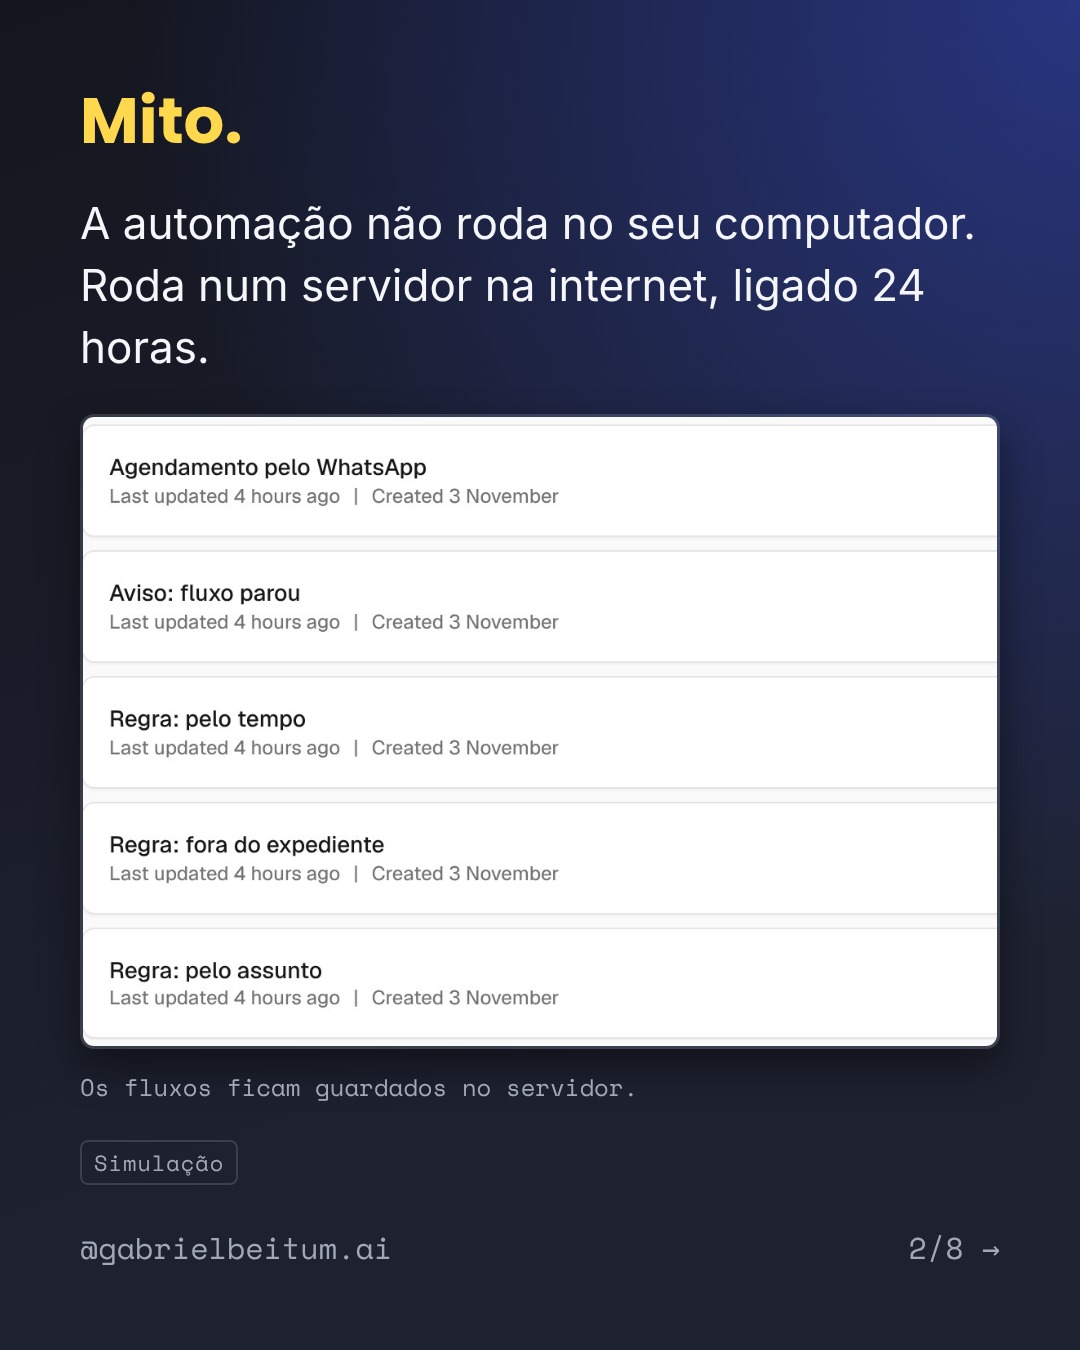 Mito.
A automação não roda no seu computador.
Roda num servidor na internet, ligado 24
horas.
Agendamento pelo WhatsApp
Last updated 4 hours ago | Created 3 November
Aviso: fluxo parou
Last updated 4 hours ago | Created 3 November
Regra: pelo tempo
Last updated 4 hours ago | Created 3 November
Regra: fora do expediente
Last updated 4 hours ago | Created 3 November
Regra: pelo assunto
Last updated 4 hours ago | Created 3 November
Os fluxos ficam guardados no servidor.
Simulação
@gabrielbeitum.ai 2/8 →